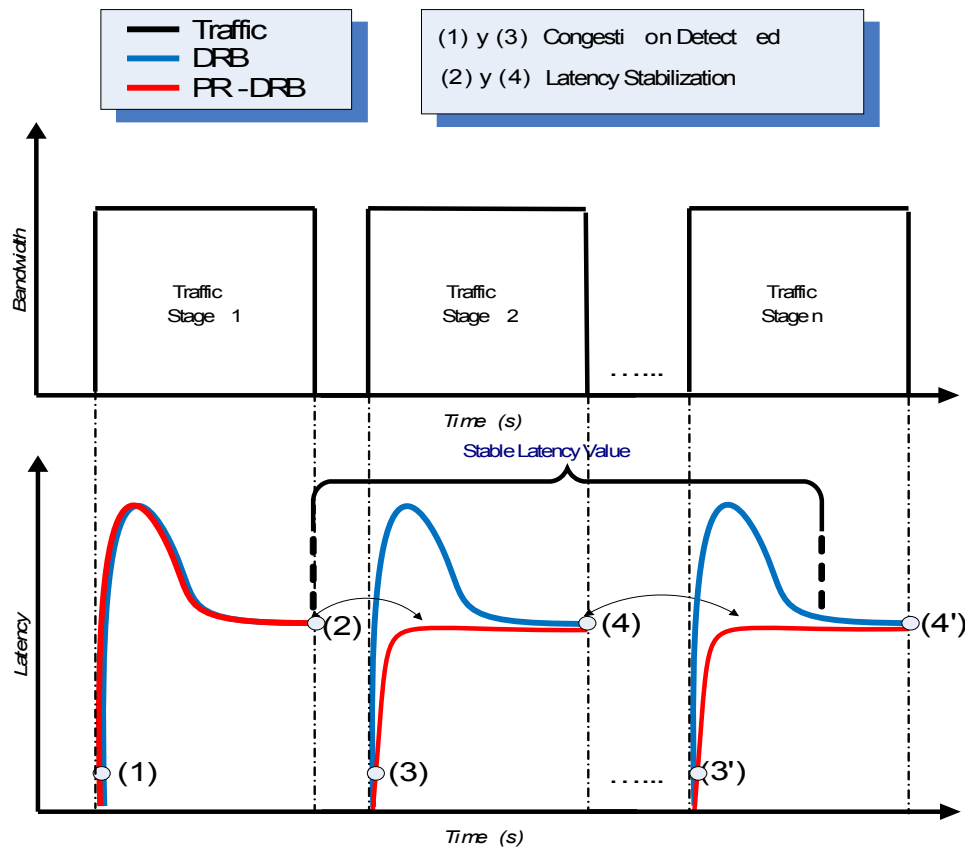 Traffic
DRB
PR-DRB
(1) y (3) Congesti on Detect ed
(2) y (4) Latency Stabilization
Bandwidth
Traffic
Stage 1
Traffic
Stage 2
Traffic
Stage n
.......
Time (s)
Stable Latency Value
Latency
(1)
(2)
(3)
(4)
(3')
(4')
.......
Time (s)